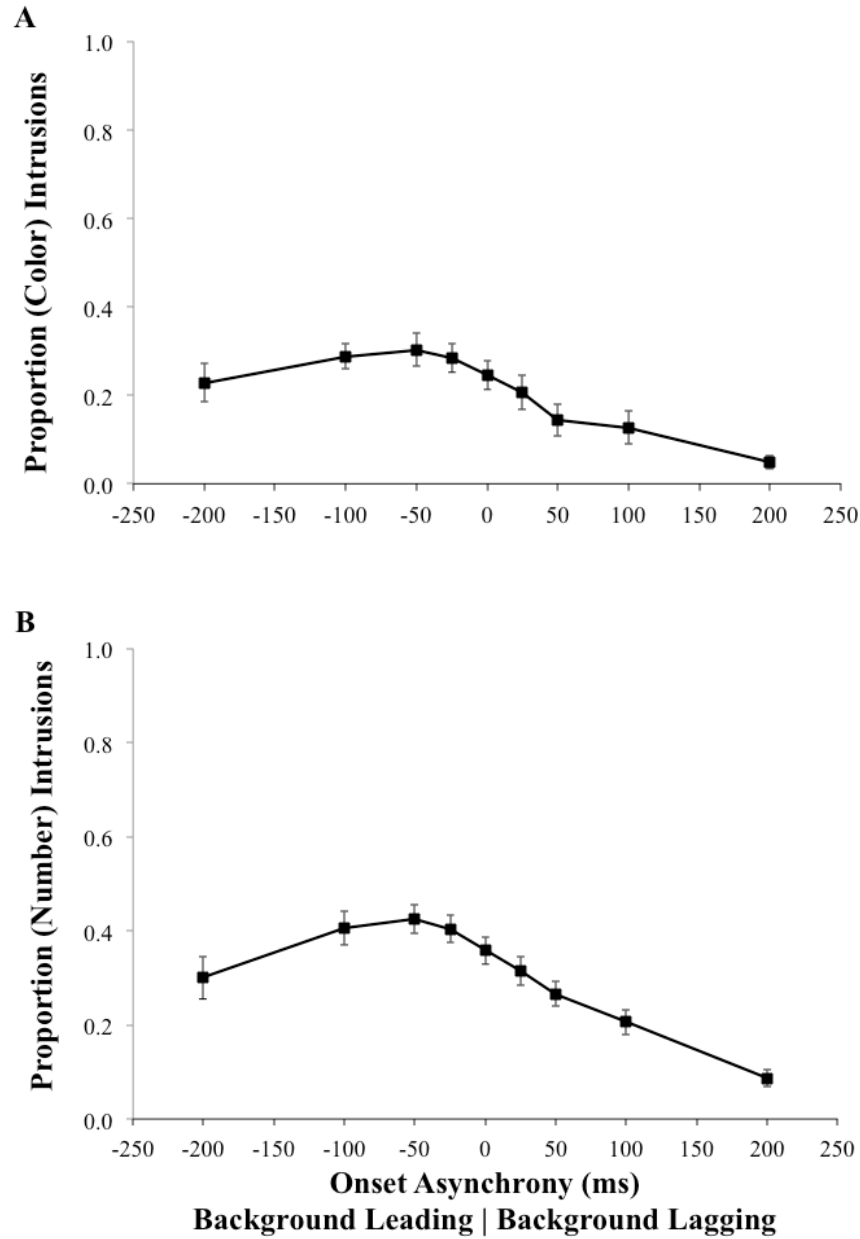 A
Proportion (Color) Intrusions
1.0
0.8
0.6
0.4
0.2
0.0
-250 -200 -150 -100 -50 0 50 100 150 200 250
B
Proportion (Number) Intrusions
1.0
0.8
0.6
0.4
0.2
0.0
-250 -200 -150 -100 -50 0 50 100 150 200 250
Onset Asynchrony (ms)
Background Leading | Background Lagging